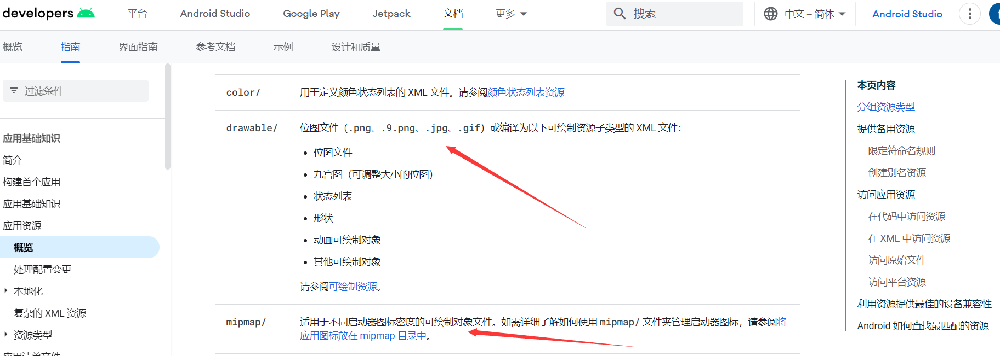 developers
平台
Android Studio
Google Play
Jetpack
文档
更多
搜索
中文 – 简体
Android Studio
概览
指南
界面指南
参考文档
示例
设计和质量
过滤条件
应用基础知识
简介
构建首个应用
应用基础知识
应用资源
概览
处理配置变更
本地化
复杂的 XML 资源
资源类型
应用清单文件
color/
用于定义颜色状态列表的 XML 文件。请参阅颜色状态列表资源
drawable/
位图文件（.png、.9.png、.jpg、.gif）或编译为以下可绘制资源子类型的 XML 文件：
• 位图文件
• 九宫图（可调整大小的位图）
• 状态列表
• 形状
• 动画可绘制对象
• 其他可绘制对象
请参阅可绘制资源。
mipmap/
适用于不同启动器图标密度的可绘制对象文件。如需详细了解如何使用 mipmap/ 文件夹管理启动器图标，请参阅将
应用图标放在 mipmap 目录中。
本页内容
分组资源类型
提供备用资源
限定符命名规则
创建别名资源
访问应用资源
在代码中访问资源
在 XML 中访问资源
访问原始文件
访问平台资源
利用资源提供最佳的设备兼容性
Android 如何查找最匹配的资源